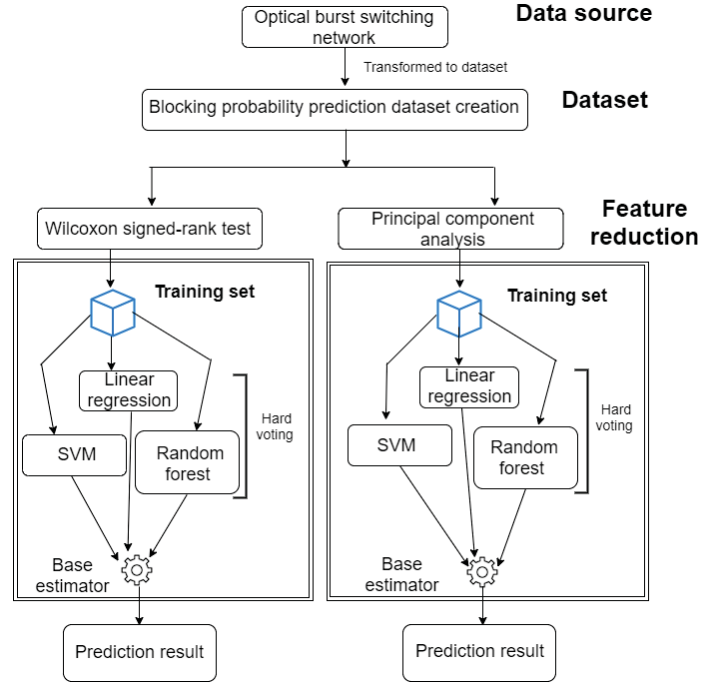 Data source
Optical burst switching
network
Transformed to dataset
Dataset
Blocking probability prediction dataset creation
Feature
reduction
Wilcoxon signed-rank test
Principal component
analysis
Training set
Linear
regression
Hard
voting
SVM
Random
forest
Base
estimator
Prediction result
Training set
Linear
regression
Hard
voting
SVM
Random
forest
Base
estimator
Prediction result